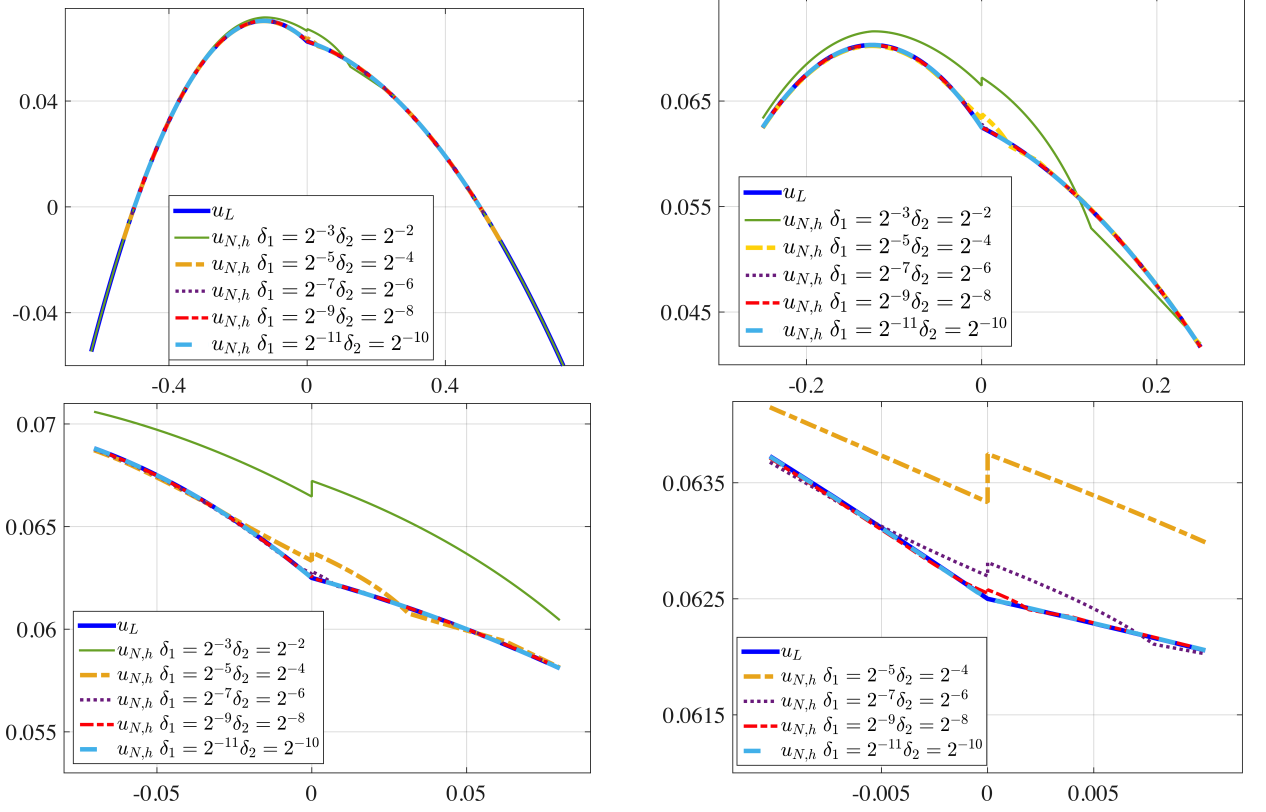 0.04
0
-0.04
-0.4
0
0.4
u_L
u_{N,h} δ_1 = 2^{-3}δ_2 = 2^{-2}
u_{N,h} δ_1 = 2^{-5}δ_2 = 2^{-4}
u_{N,h} δ_1 = 2^{-7}δ_2 = 2^{-6}
u_{N,h} δ_1 = 2^{-9}δ_2 = 2^{-8}
u_{N,h} δ_1 = 2^{-11}δ_2 = 2^{-10}
0.065
0.055
0.045
-0.2
0
0.2
u_L
u_{N,h} δ_1 = 2^{-3}δ_2 = 2^{-2}
u_{N,h} δ_1 = 2^{-5}δ_2 = 2^{-4}
u_{N,h} δ_1 = 2^{-7}δ_2 = 2^{-6}
u_{N,h} δ_1 = 2^{-9}δ_2 = 2^{-8}
u_{N,h} δ_1 = 2^{-11}δ_2 = 2^{-10}
0.07
0.065
0.06
0.055
-0.05
0
0.05
u_L
u_{N,h} δ_1 = 2^{-3}δ_2 = 2^{-2}
u_{N,h} δ_1 = 2^{-5}δ_2 = 2^{-4}
u_{N,h} δ_1 = 2^{-7}δ_2 = 2^{-6}
u_{N,h} δ_1 = 2^{-9}δ_2 = 2^{-8}
u_{N,h} δ_1 = 2^{-11}δ_2 = 2^{-10}
0.0635
0.0625
0.0615
-0.005
0
0.005
u_L
u_{N,h} δ_1 = 2^{-5}δ_2 = 2^{-4}
u_{N,h} δ_1 = 2^{-7}δ_2 = 2^{-6}
u_{N,h} δ_1 = 2^{-9}δ_2 = 2^{-8}
u_{N,h} δ_1 = 2^{-11}δ_2 = 2^{-10}